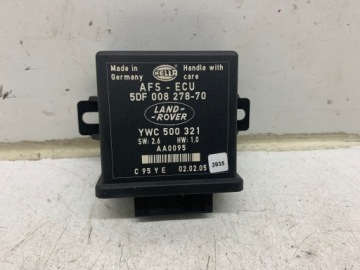 Made in Germany
HELLA
Handle with care
AFS - ECU
5DF 008 278-70
LAND-
ROVER
YWC 500 321
SW: 2.6 HW: 1.0
AA0095
C 95 Y E 02.02.05
3935